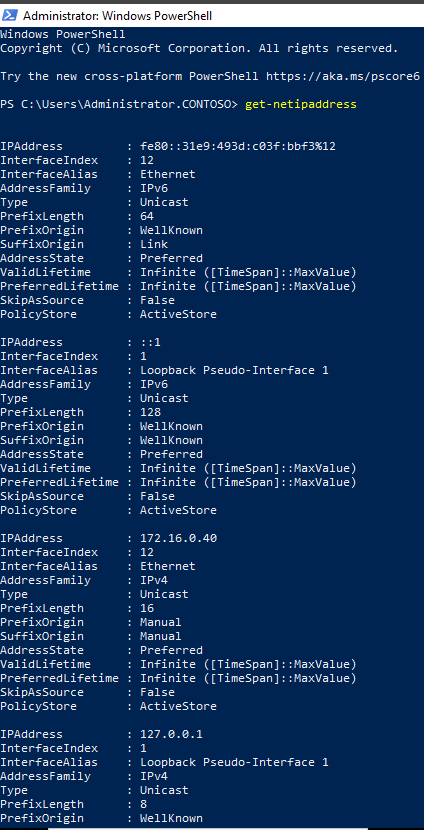 Administrator: Windows PowerShell
Windows PowerShell
Copyright (C) Microsoft Corporation. All rights reserved.
Try the new cross-platform PowerShell https://aka.ms/pscore6
PS C:\Users\Administrator.CONTOSO> get-netipaddress
IPAddress         : fe80::31e9:493d:c03f:bbf3%12
InterfaceIndex    : 12
InterfaceAlias    : Ethernet
AddressFamily     : IPv6
Type              : Unicast
PrefixLength      : 64
PrefixOrigin      : WellKnown
SuffixOrigin      : Link
AddressState      : Preferred
ValidLifetime     : Infinite ([TimeSpan]::MaxValue)
PreferredLifetime : Infinite ([TimeSpan]::MaxValue)
SkipAsSource      : False
PolicyStore       : ActiveStore
IPAddress         : ::1
InterfaceIndex    : 1
InterfaceAlias    : Loopback Pseudo-Interface 1
AddressFamily     : IPv6
Type              : Unicast
PrefixLength      : 128
PrefixOrigin      : WellKnown
SuffixOrigin      : WellKnown
AddressState      : Preferred
ValidLifetime     : Infinite ([TimeSpan]::MaxValue)
PreferredLifetime : Infinite ([TimeSpan]::MaxValue)
SkipAsSource      : False
PolicyStore       : ActiveStore
IPAddress         : 172.16.0.40
InterfaceIndex    : 12
InterfaceAlias    : Ethernet
AddressFamily     : IPv4
Type              : Unicast
PrefixLength      : 16
PrefixOrigin      : Manual
SuffixOrigin      : Manual
AddressState      : Preferred
ValidLifetime     : Infinite ([TimeSpan]::MaxValue)
PreferredLifetime : Infinite ([TimeSpan]::MaxValue)
SkipAsSource      : False
PolicyStore       : ActiveStore
IPAddress         : 127.0.0.1
InterfaceIndex    : 1
InterfaceAlias    : Loopback Pseudo-Interface 1
AddressFamily     : IPv4
Type              : Unicast
PrefixLength      : 8
PrefixOrigin      : WellKnown